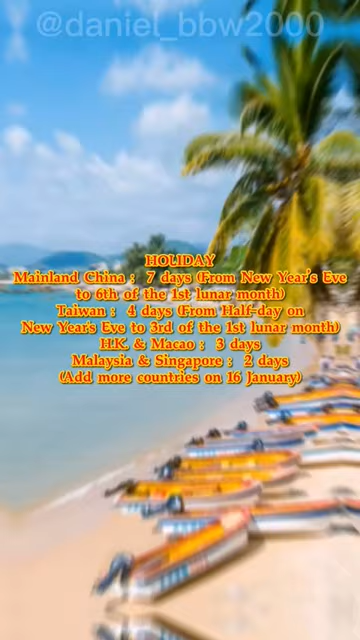 @daniel_bbw2000
HOLIDAY
Mainland China : 7 days (From New Year's Eve
to 6th of the 1st lunar month)
Taiwan : 4 days (From Half-day on
New Year's Eve to 3rd of the 1st lunar month)
H.K. & Macao : 3 days
Malaysia & Singapore : 2 days
(Add more countries on 16 January)